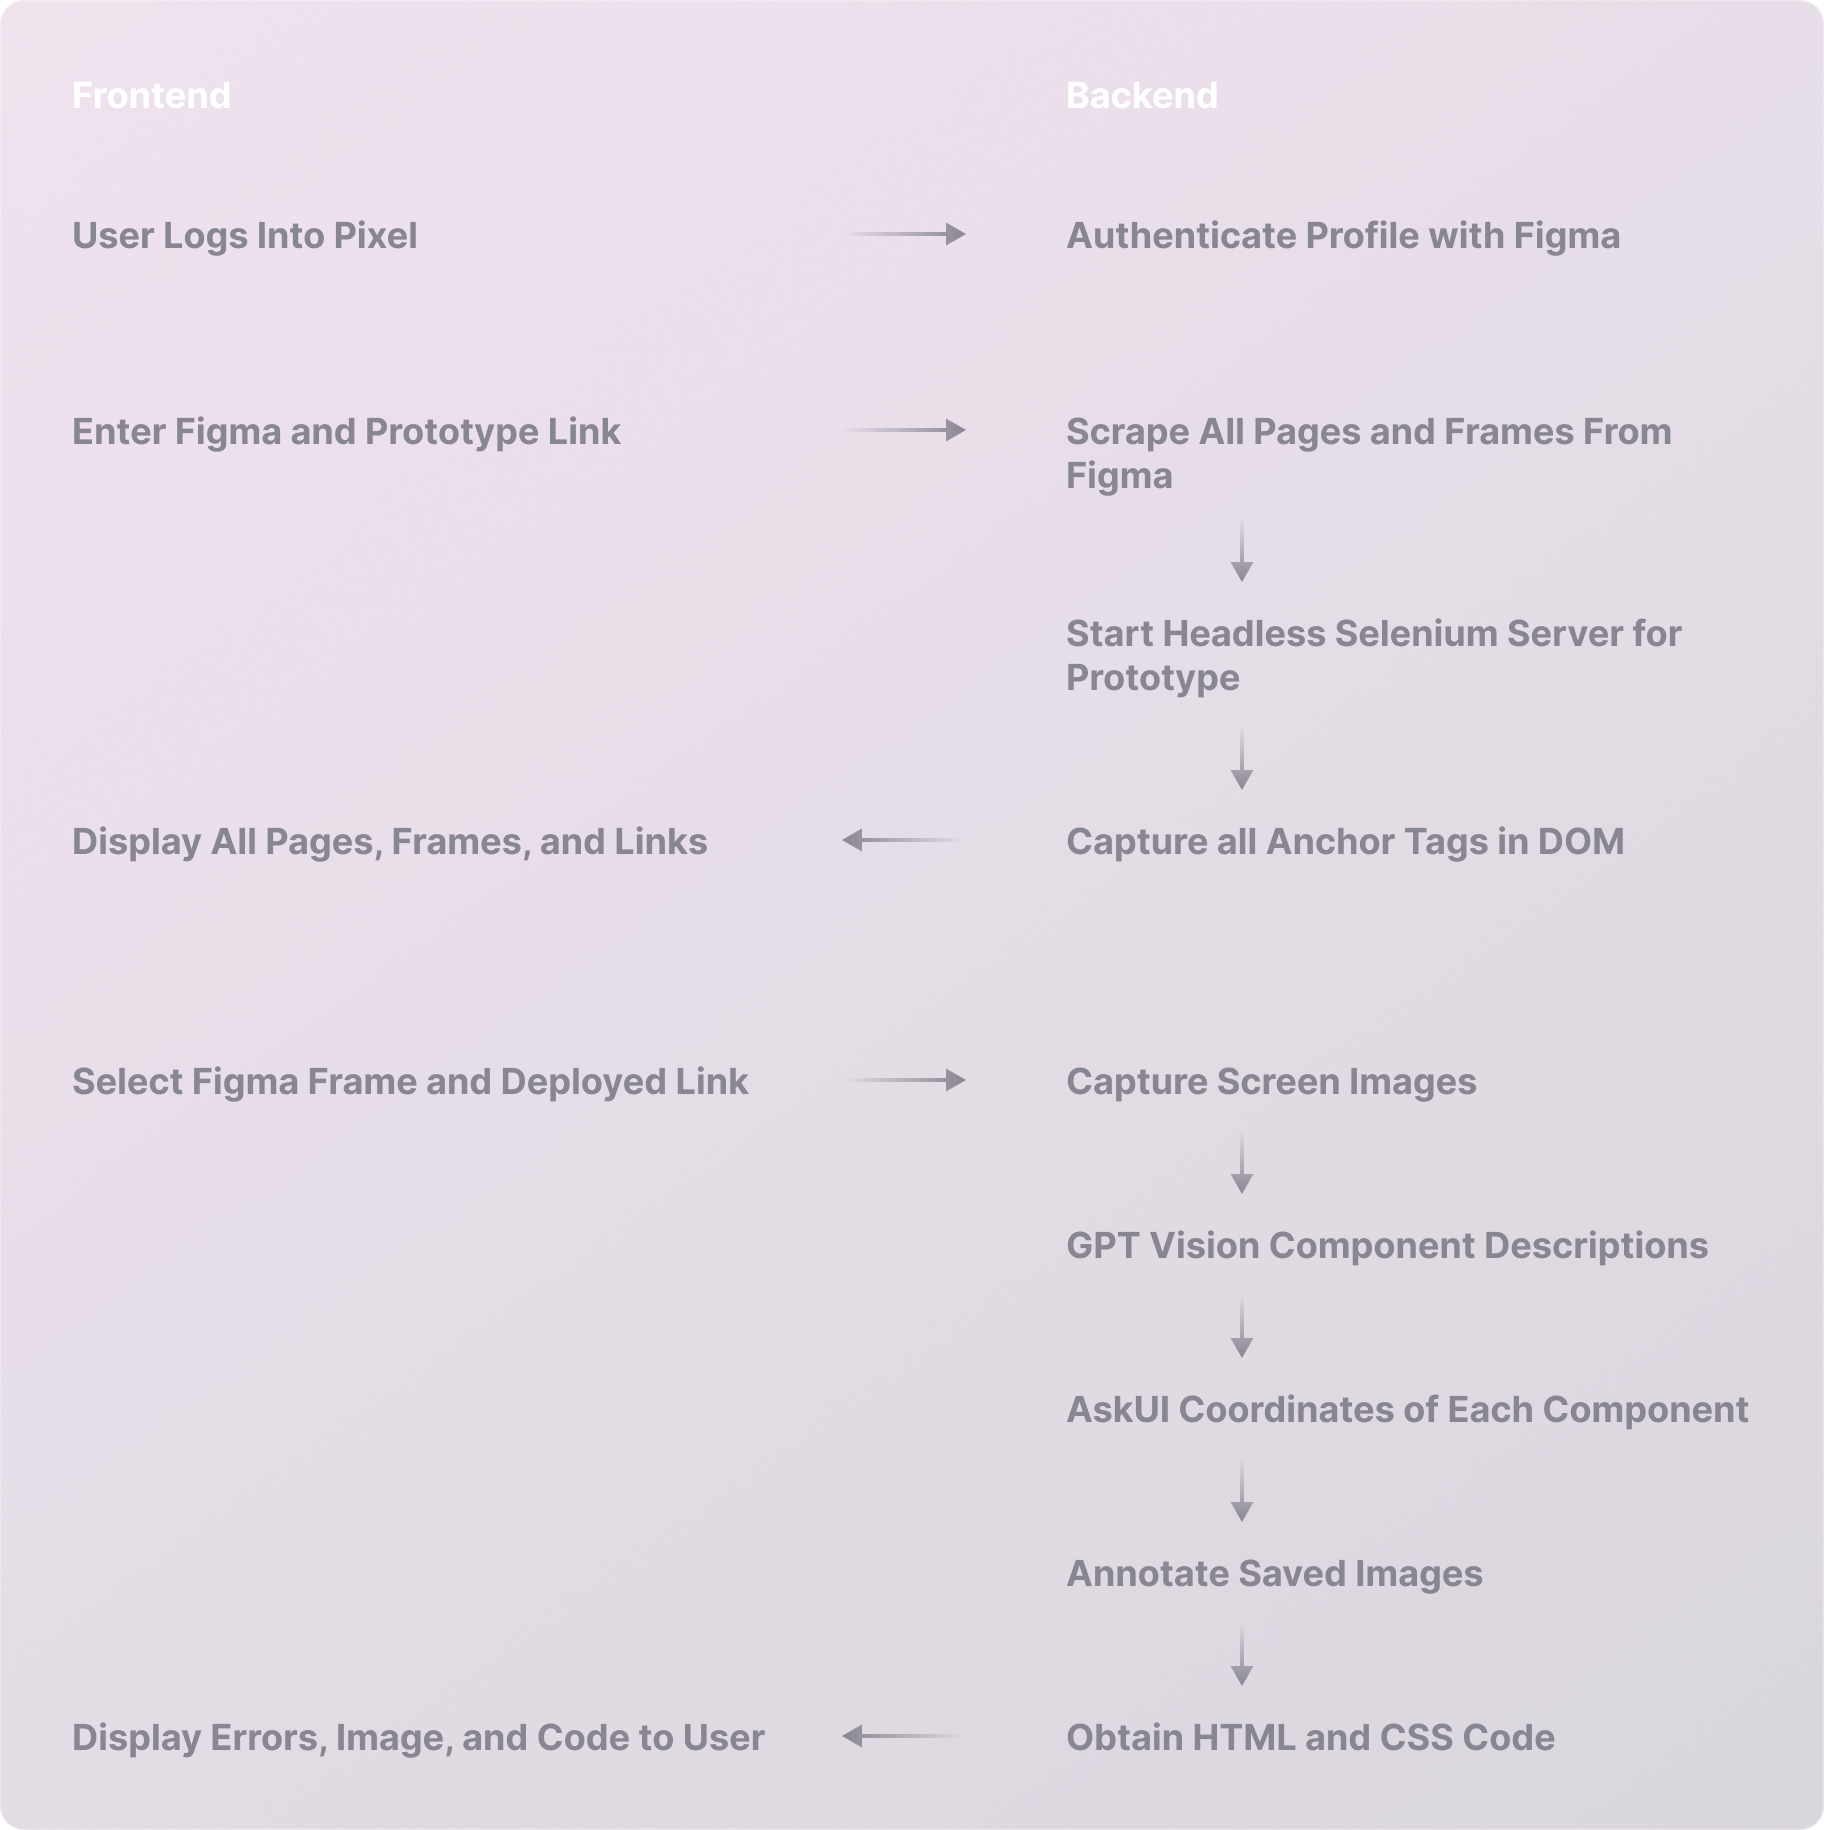 Frontend
Backend
User Logs Into Pixel
Authenticate Profile with Figma
Enter Figma and Prototype Link
Scrape All Pages and Frames From
Figma
Start Headless Selenium Server for
Prototype
Display All Pages, Frames, and Links
Capture all Anchor Tags in DOM
Select Figma Frame and Deployed Link
Capture Screen Images
GPT Vision Component Descriptions
AskUI Coordinates of Each Component
Annotate Saved Images
Display Errors, Image, and Code to User
Obtain HTML and CSS Code